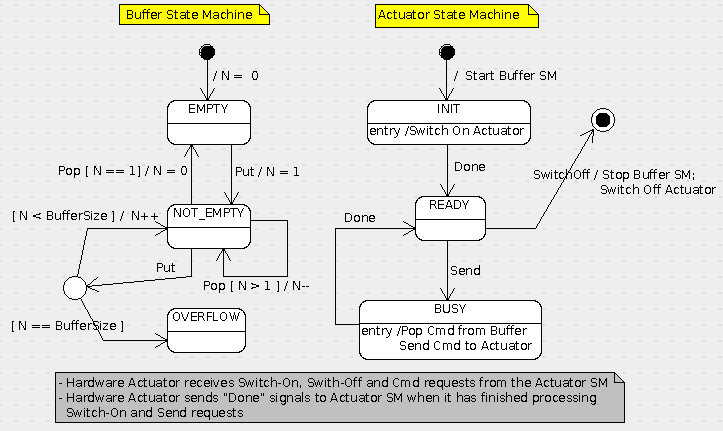 Buffer State Machine
/ N = 0
EMPTY
Pop [ N == 1] / N = 0
Put / N = 1
[ N < BufferSize ] / N++
NOT_EMPTY
Put
Pop [ N > 1 ] / N--
[ N == BufferSize ]
OVERFLOW
Actuator State Machine
/ Start Buffer SM
INIT
entry /Switch On Actuator
Done
SwitchOff / Stop Buffer SM;
Switch Off Actuator
READY
Done
Send
BUSY
entry /Pop Cmd from Buffer
Send Cmd to Actuator
- Hardware Actuator receives Switch-On, Swith-Off and Cmd requests from the Actuator SM
- Hardware Actuator sends "Done" signals to Actuator SM when it has finished processing
Switch-On and Send requests